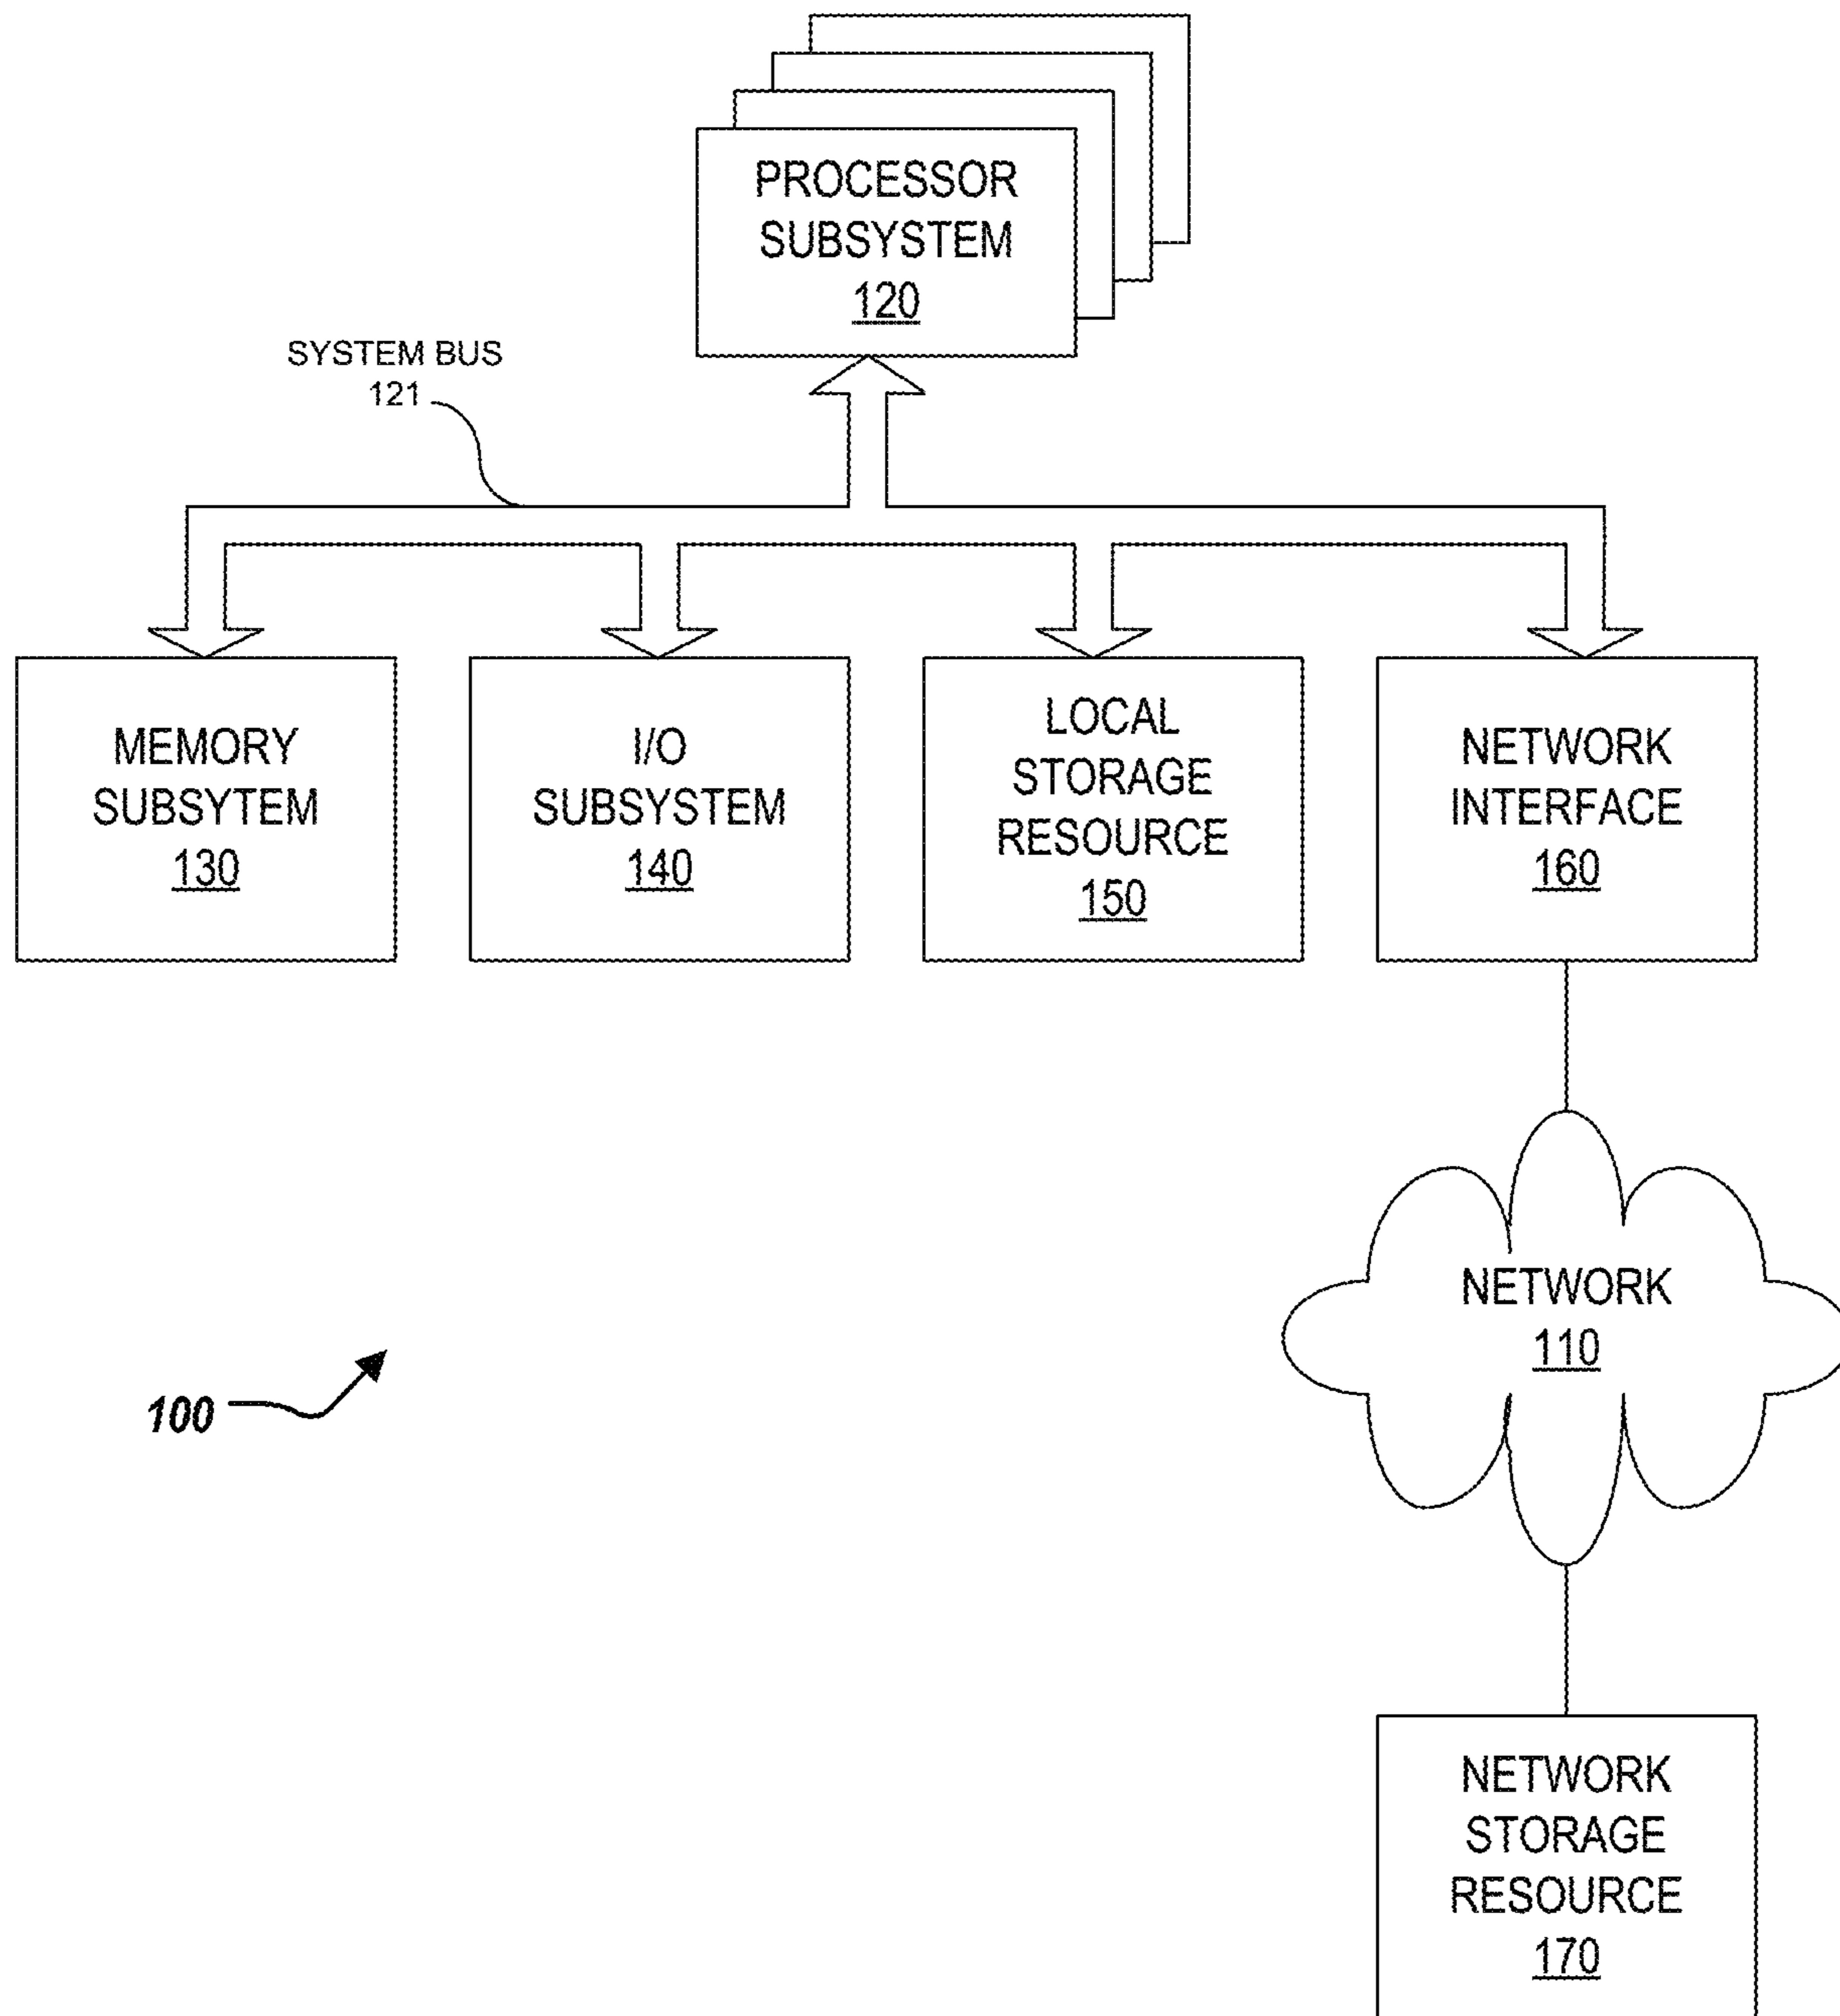 PROCESSOR
SUBSYSTEM
120
SYSTEM BUS
121
MEMORY
SUBSYTEM
130
I/O
SUBSYSTEM
140
LOCAL
STORAGE
RESOURCE
150
NETWORK
INTERFACE
160
NETWORK
110
100
NETWORK
STORAGE
RESOURCE
170